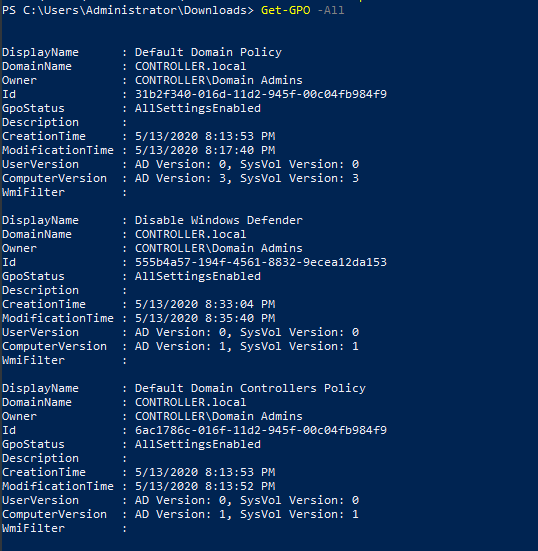 PS C:\Users\Administrator\Downloads> Get-GPO -All
DisplayName : Default Domain Policy
DomainName : CONTROLLER.local
Owner : CONTROLLER\Domain Admins
Id : 31b2f340-016d-11d2-945f-00c04fb984f9
GpoStatus : AllSettingsEnabled
Description :
CreationTime : 5/13/2020 8:13:53 PM
ModificationTime : 5/13/2020 8:17:40 PM
UserVersion : AD Version: 0, SysVol Version: 0
ComputerVersion : AD Version: 3, SysVol Version: 3
WmiFilter :
DisplayName : Disable Windows Defender
DomainName : CONTROLLER.local
Owner : CONTROLLER\Domain Admins
Id : 555b4a57-194f-4561-8832-9ecea12da153
GpoStatus : AllSettingsEnabled
Description :
CreationTime : 5/13/2020 8:33:04 PM
ModificationTime : 5/13/2020 8:35:40 PM
UserVersion : AD Version: 0, SysVol Version: 0
ComputerVersion : AD Version: 1, SysVol Version: 1
WmiFilter :
DisplayName : Default Domain Controllers Policy
DomainName : CONTROLLER.local
Owner : CONTROLLER\Domain Admins
Id : 6ac1786c-016f-11d2-945f-00c04fb984f9
GpoStatus : AllSettingsEnabled
Description :
CreationTime : 5/13/2020 8:13:53 PM
ModificationTime : 5/13/2020 8:13:52 PM
UserVersion : AD Version: 0, SysVol Version: 0
ComputerVersion : AD Version: 1, SysVol Version: 1
WmiFilter :